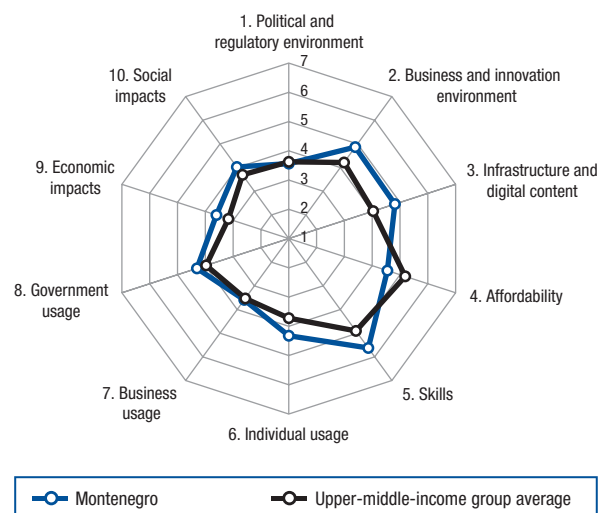 1. Political and
regulatory environment
2. Business and innovation
environment
3. Infrastructure and
digital content
4. Affordability
5. Skills
6. Individual usage
7. Business
usage
8. Government
usage
9. Economic
impacts
10. Social
impacts
7
6
5
4
3
2
1
Montenegro
Upper-middle-income group average